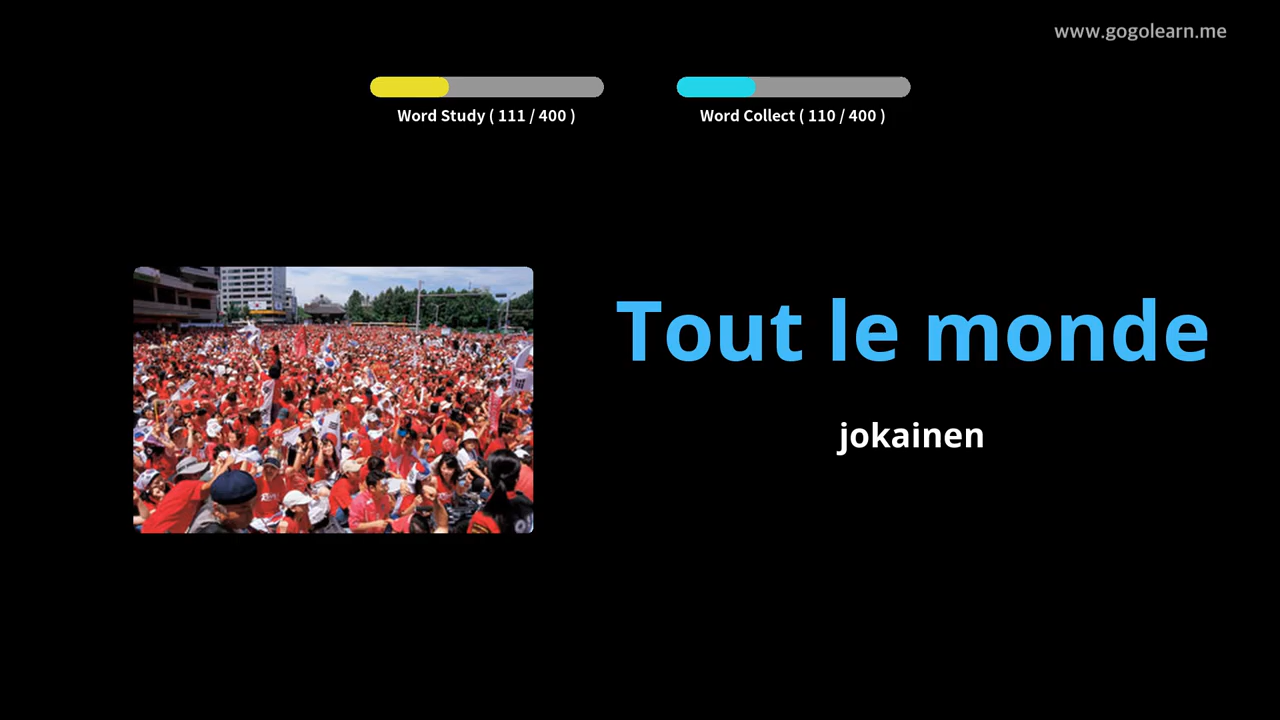 www.gogolearn.me
Word Study ( 111 / 400 )
Word Collect ( 110 / 400 )
Tout le monde
jokainen